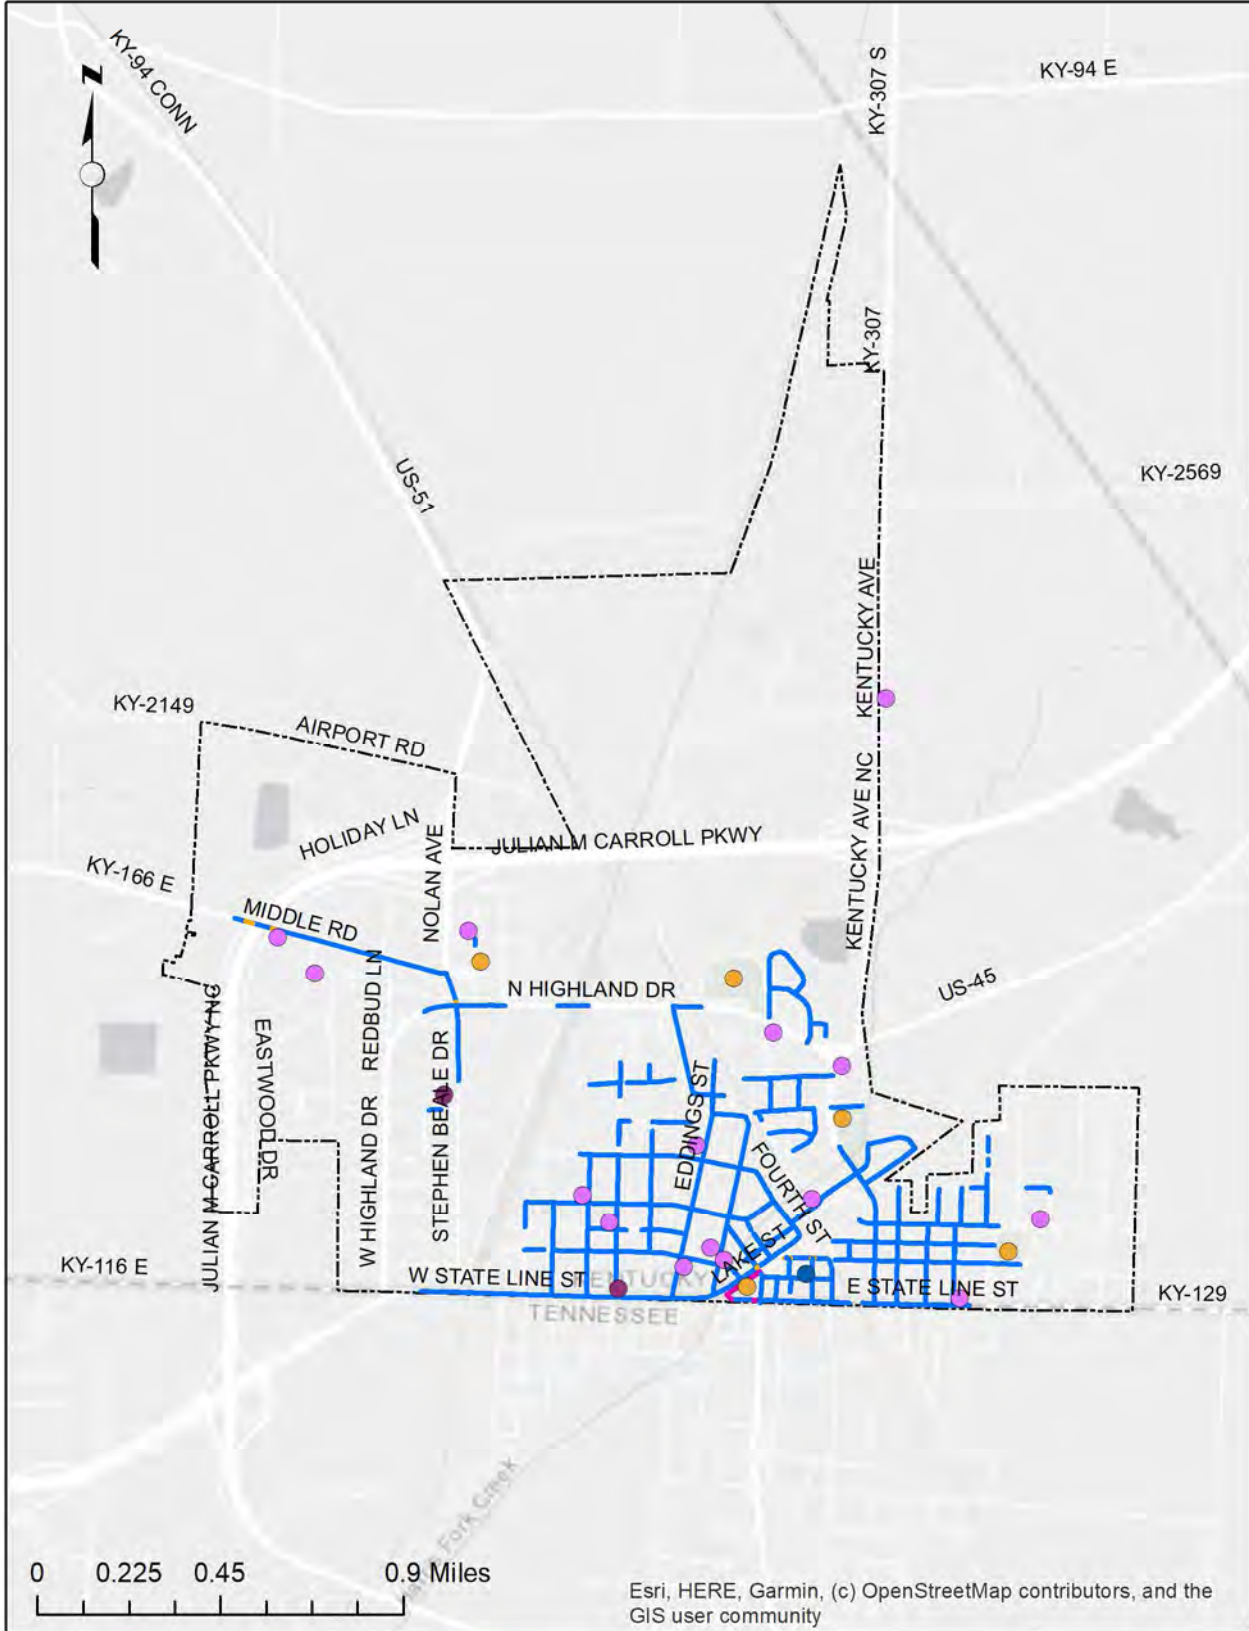 KY-94 CONN
KY-307 S
KY-94 E
N
KY-307
KY-2569
US-51
KENTUCKY AVE
KY-2149
AIRPORT RD
HOLIDAY LN
NOLAN AVE
JULIAN M CARROLL PKWY
KENTUCKY AVE NC
KY-166 E
MIDDLE RD
REDBUD LN
N HIGHLAND DR
US-45
JULIAN M CARROLL PKWY NC
EASTWOOD DR
W HIGHLAND DR
STEPHEN BEALE DR
EDDINGS ST
FOURTH ST
LAKE ST
KY-116 E
W STATE LINE ST
KENTUCKY
E STATE LINE ST
KY-129
TENNESSEE
Fork Creek
0 0.225 0.45 0.9 Miles
Esri, HERE, Garmin, (c) OpenStreetMap contributors, and the
GIS user community